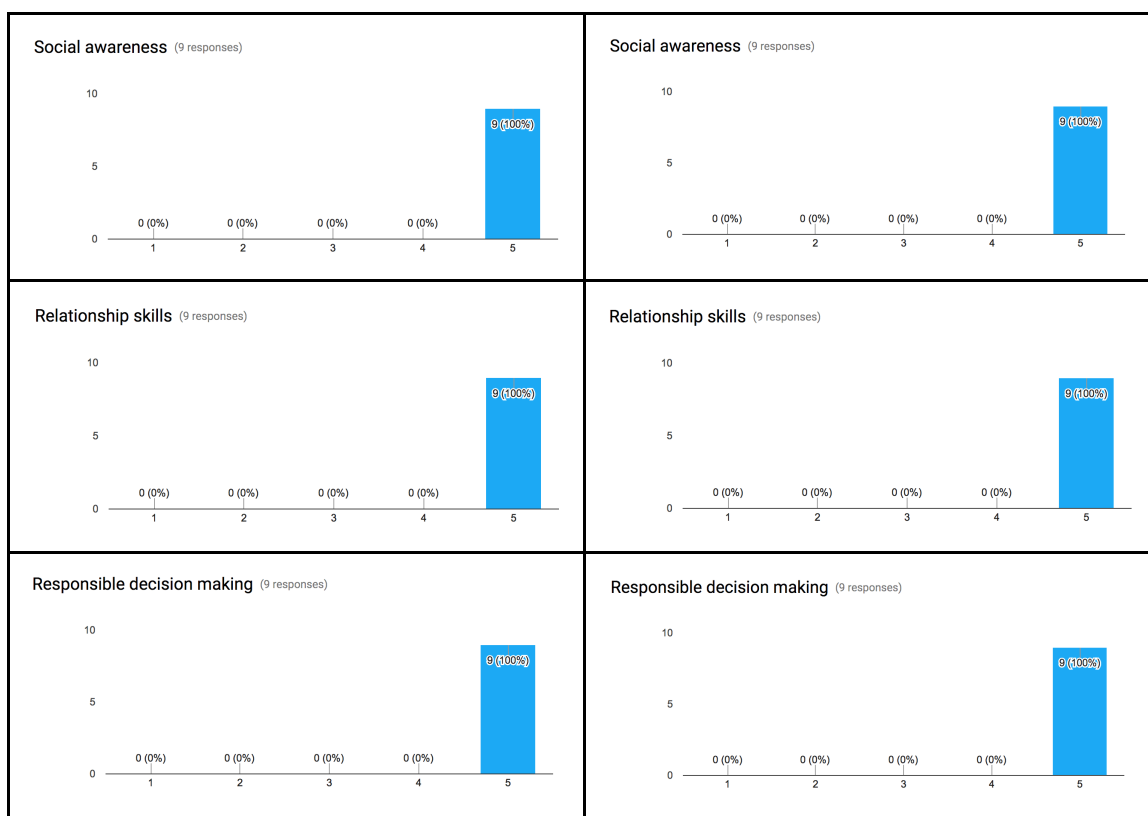 Social awareness (9 responses)
10
5
0
0 (0%) 0 (0%) 0 (0%) 0 (0%) 9 (100%)
1 2 3 4 5
Social awareness (9 responses)
10
5
0
0 (0%) 0 (0%) 0 (0%) 0 (0%) 9 (100%)
1 2 3 4 5
Relationship skills (9 responses)
10
5
0
0 (0%) 0 (0%) 0 (0%) 0 (0%) 9 (100%)
1 2 3 4 5
Relationship skills (9 responses)
10
5
0
0 (0%) 0 (0%) 0 (0%) 0 (0%) 9 (100%)
1 2 3 4 5
Responsible decision making (9 responses)
10
5
0
0 (0%) 0 (0%) 0 (0%) 0 (0%) 9 (100%)
1 2 3 4 5
Responsible decision making (9 responses)
10
5
0
0 (0%) 0 (0%) 0 (0%) 0 (0%) 9 (100%)
1 2 3 4 5